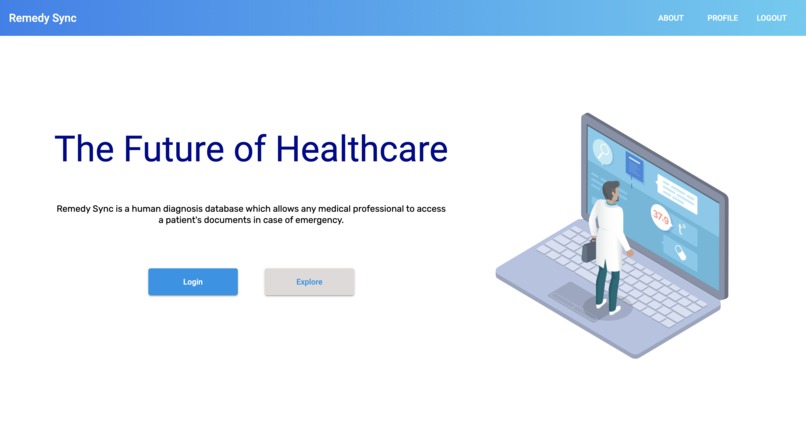 Remedy Sync
ABOUT PROFILE LOGOUT
The Future of Healthcare
Remedy Sync is a human diagnosis database which allows any medical professional to access
a patient's documents in case of emergency.
Login
Explore
37.9
t°